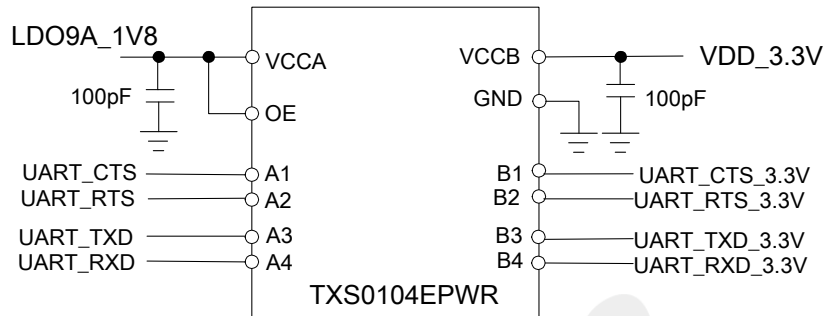 LDO9A_1V8
VCCA
VCCB
VDD_3.3V
100pF
OE
GND
100pF
UART_CTS
A1
B1
UART_CTS_3.3V
UART_RTS
A2
B2
UART_RTS_3.3V
UART_TXD
A3
B3
UART_TXD_3.3V
UART_RXD
A4
B4
UART_RXD_3.3V
TXS0104EPWR